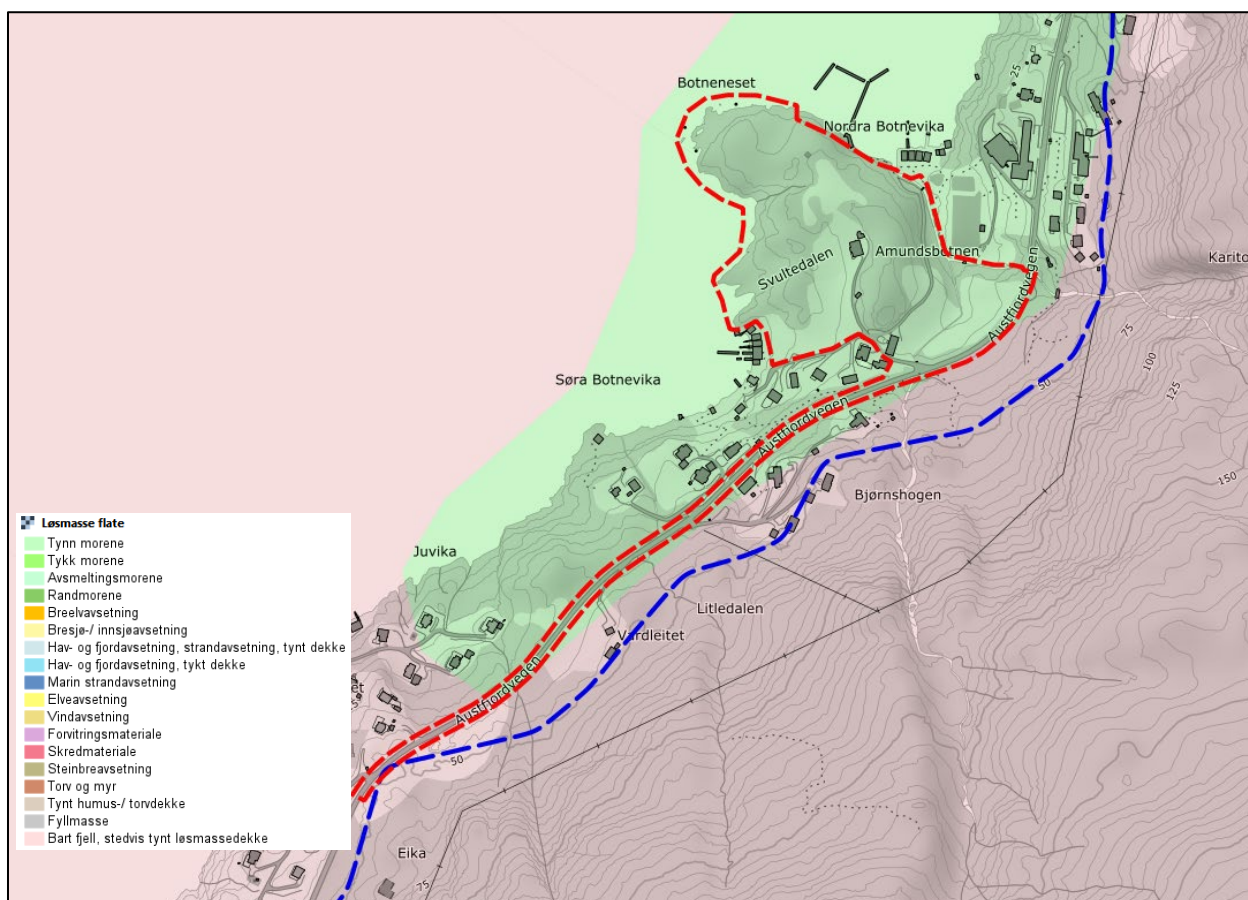 Botneneset
25
Nordra Botnevika
Amundsbotnen
Svultedalen
Austfjordvegen
Karito
75
100
125
50
Søra Botnevika
Austfjordvegen
150
Bjørnshogen
Juvika
Litledalen
Vardleitet
Austfjordvegen
50
Eika
75
Løsmasse flate
Tynn morene
Tykk morene
Avsmeltingsmorene
Randmorene
Breelvavsetning
Bresjø-/ innsjøavsetning
Hav- og fjordavsetning, strandavsetning, tynt dekke
Hav- og fjordavsetning, tykt dekke
Marin strandavsetning
Elveavsetning
Vindavsetning
Forvitringsmateriale
Skredmateriale
Steinbreavsetning
Torv og myr
Tynt humus-/ torvdekke
Fyllmasse
Bart fjell, stedvis tynt løsmassedekke